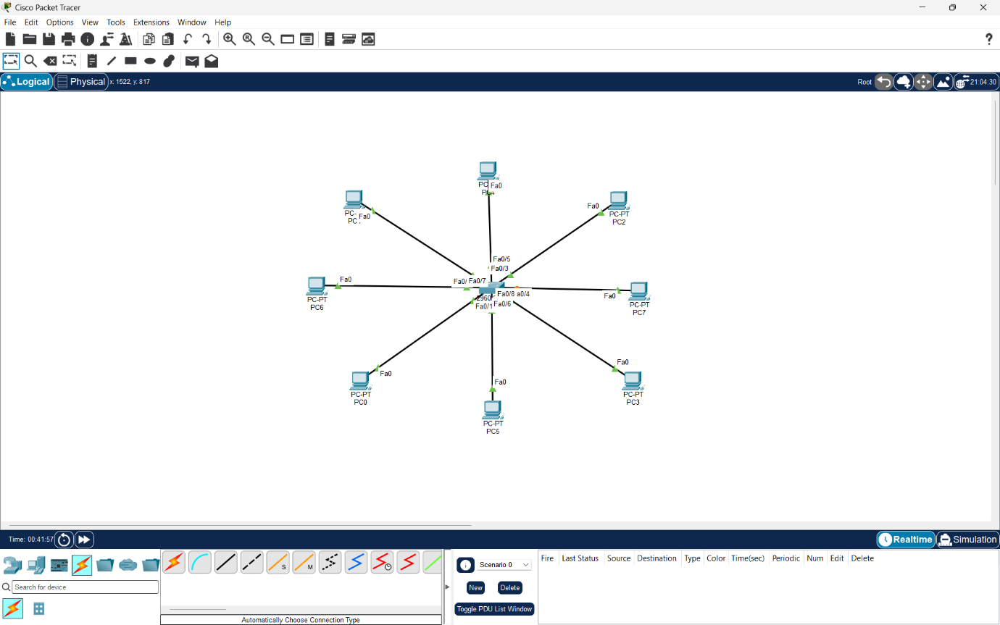 Cisco Packet Tracer
File Edit Options View Tools Extensions Window Help
?
Logical Physical x: 1522, y: 817 Root 21:04:30
PC Fa0
PC-PT
PC2
Fa0
PC- Fa0
PC
Fa0/5
Fa0/3
Fa0
PC-PT
PC6
Fa0/ Fa0/7
Fa0/8 a0/4
2960
Fa0/1 Fa0/6
Fa0
PC-PT
PC7
Fa0
PC-PT
PC0
Fa0
PC-PT
PC5
Fa0
PC-PT
PC3
Time: 00:41:57 Realtime Simulation
Search for device
S M
Automatically Choose Connection Type
Scenario 0
New Delete
Toggle PDU List Window
Fire Last Status Source Destination Type Color Time(sec) Periodic Num Edit Delete